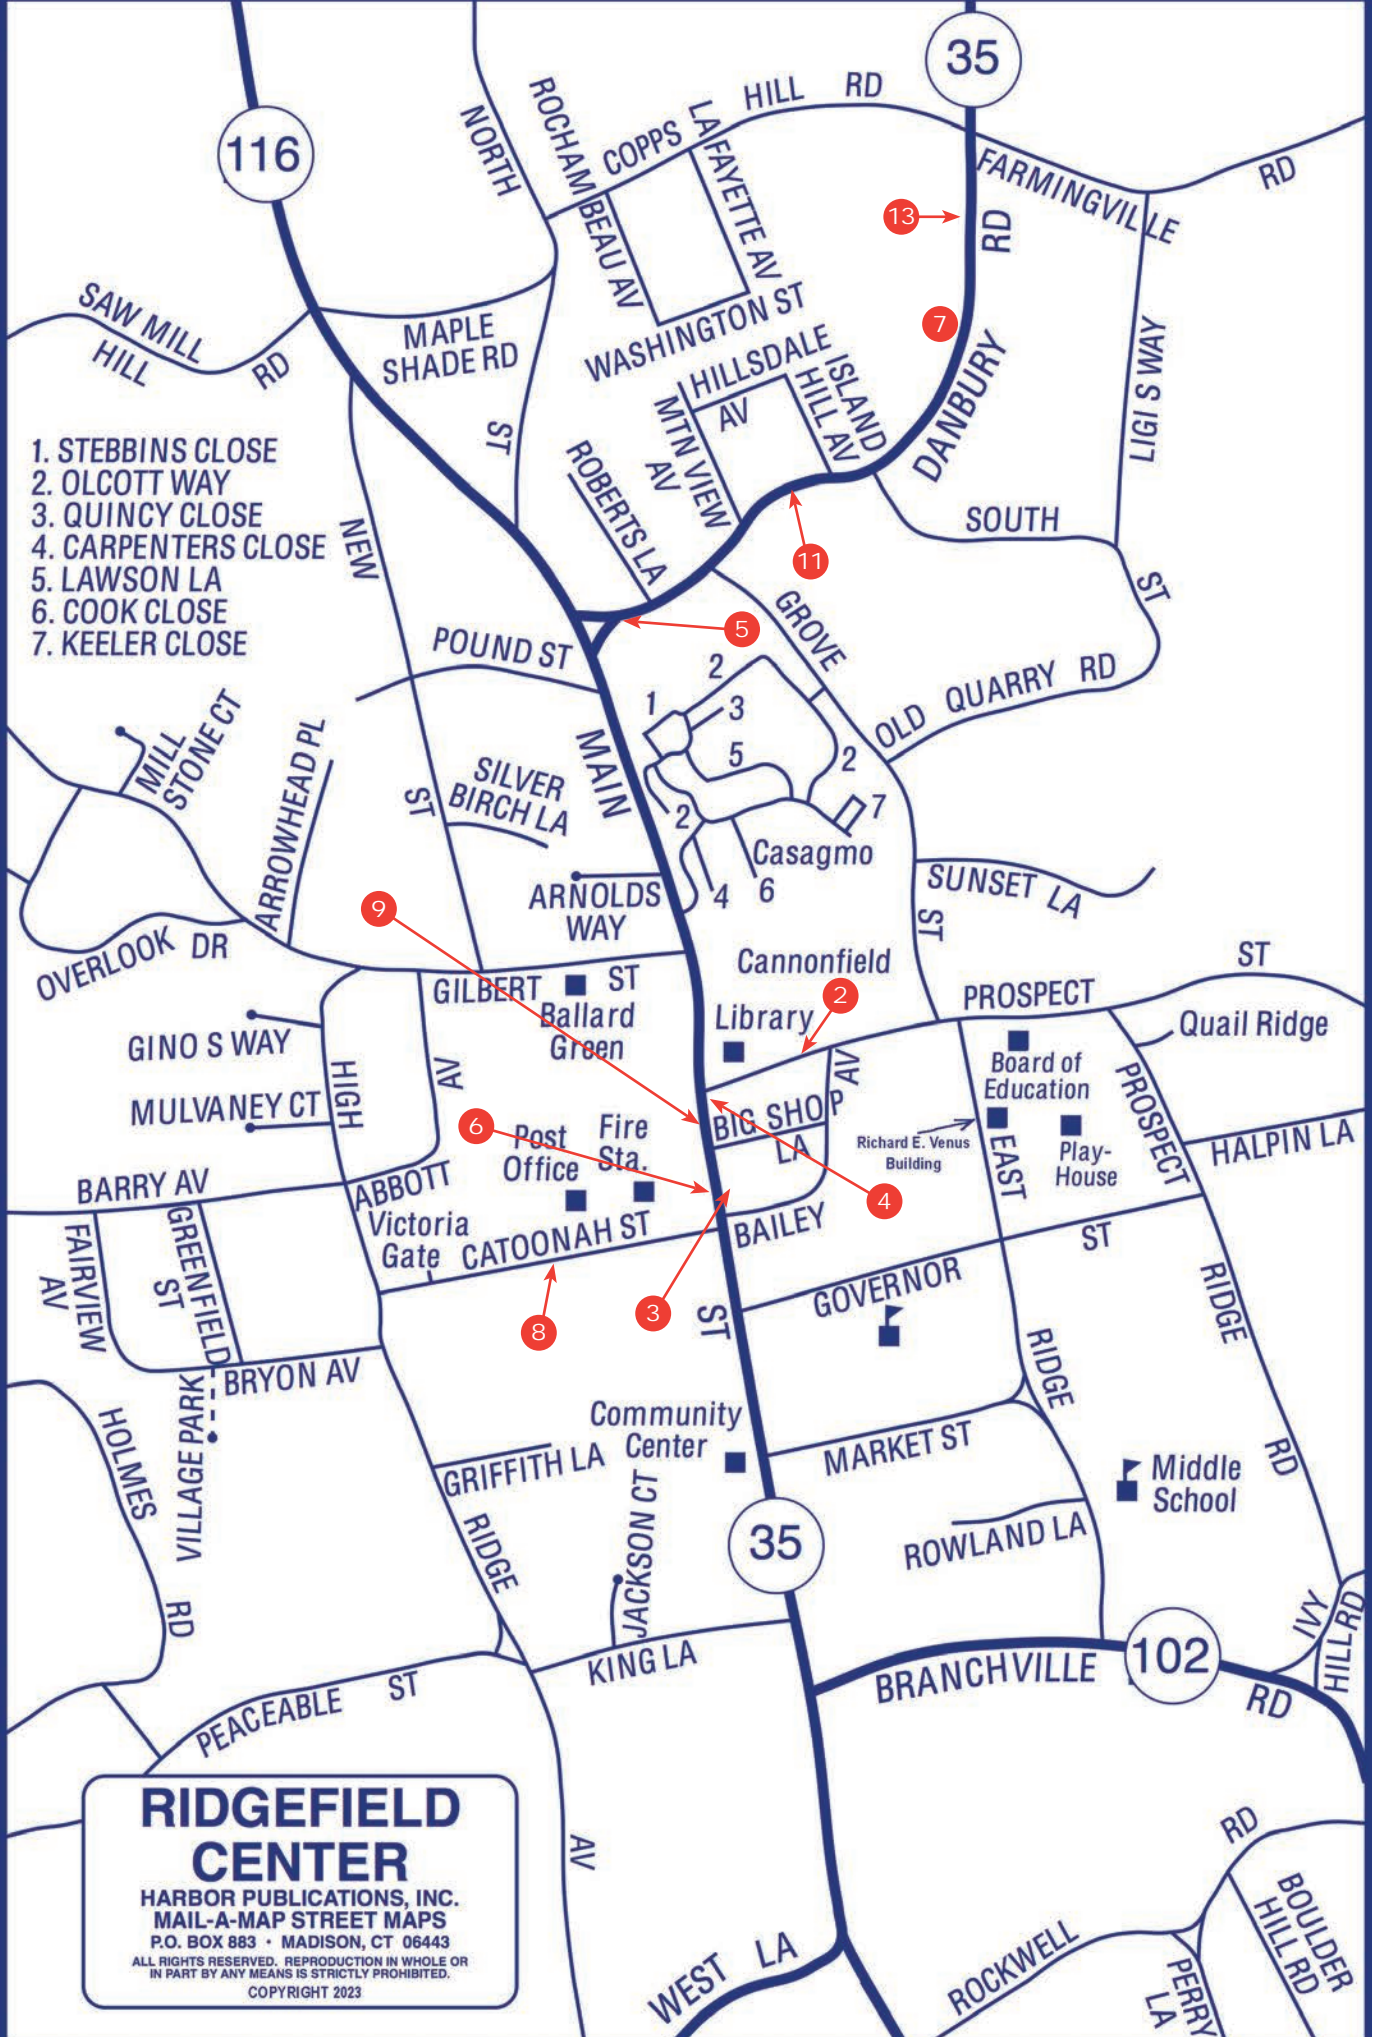 35
116
NORTH
ROCHAM
BEAU AV
COPPS
HILL
RD
LAFAYETTE AV
FARMINGVILLE
RD
13
RD
7
SAW MILL
HILL
RD
MAPLE
SHADE RD
ST
WASHINGTON ST
HILLSDALE
AV
ISLAND
HILL AV
MTN VIEW
AV
DANBURY
LIGI S WAY
ROBERTS LA
1. STEBBINS CLOSE
2. OLCOTT WAY
3. QUINCY CLOSE
4. CARPENTERS CLOSE
5. LAWSON LA
6. COOK CLOSE
7. KEELER CLOSE
NEW
SOUTH
ST
11
GROVE
5
POUND ST
OLD QUARRY RD
2
1
3
5
2
7
2
4
6
Casagmo
MILL
STONE CT
ARROWHEAD PL
ST
SILVER
BIRCH LA
MAIN
ARNOLDS
WAY
SUNSET LA
ST
9
OVERLOOK DR
GILBERT ST
Ballard
Green
Cannonfield
2
Library
PROSPECT
ST
Quail Ridge
GINO S WAY
MULVANEY CT
HIGH
AV
Board of
Education
PROSPECT
BIG SHOP
LA
AV
6
Post
Office
Fire
Sta.
Richard E. Venus
Building
EAST
Play-
House
HALPIN LA
BARRY AV
ABBOTT
4
Victoria
Gate
CATOONAH ST
BAILEY
FAIRVIEW
AV
GREENFIELD
ST
8
3
ST
GOVERNOR
ST
RIDGE
BRYON AV
VILLAGE PARK
HOLMES
RD
RIDGE
Community
Center
MARKET ST
GRIFFITH LA
JACKSON CT
RIDGE
RD
Middle
School
35
ROWLAND LA
IVY
HILL RD
KING LA
BRANCHVILLE
102
RD
PEACEABLE ST
RIDGEFIELD
CENTER
HARBOR PUBLICATIONS, INC.
MAIL-A-MAP STREET MAPS
P.O. BOX 883 • MADISON, CT 06443
ALL RIGHTS RESERVED. REPRODUCTION IN WHOLE OR
IN PART BY ANY MEANS IS STRICTLY PROHIBITED.
COPYRIGHT 2023
AV
WEST LA
ROCKWELL
RD
PERRY
LA
BOULDER
HILL RD